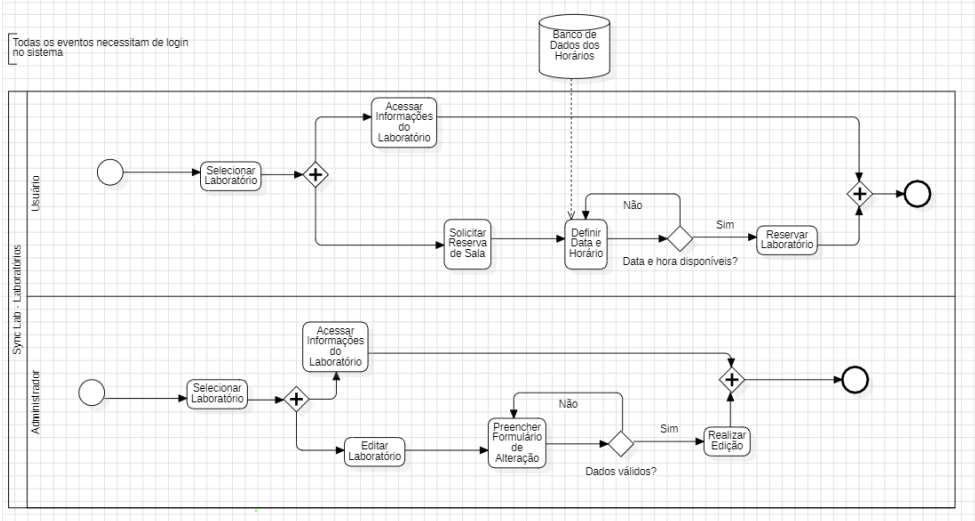 Todas os eventos necessitam de login
no sistema
Banco de
Dados dos
Horários
Sync Lab - Laboratórios
Usuário
Selecionar
Laboratório
Acessar
Informações
do
Laboratório
Solicitar
Reserva
de Sala
Definir
Data e
Horário
Não
Data e hora disponíveis?
Sim
Reservar
Laboratório
Administrador
Selecionar
Laboratório
Acessar
Informações
do
Laboratório
Editar
Laboratório
Preencher
Formulário
de
Alteração
Não
Dados válidos?
Sim
Realizar
Edição